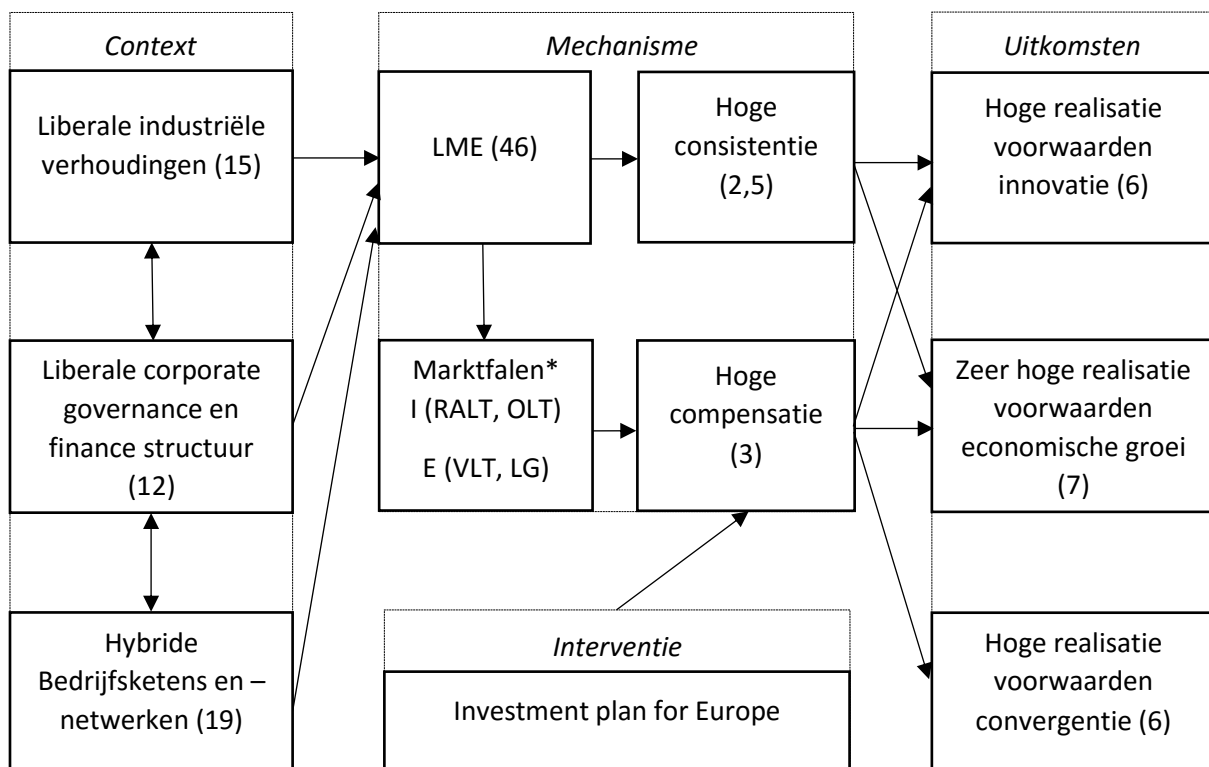 Context
Liberale industriële
verhoudingen (15)
Liberale corporate
governance en
finance structuur
(12)
Hybride
Bedrijfsketens en –
netwerken (19)
Mechanisme
LME (46)
Hoge
consistentie
(2,5)
Marktfalen*
I (RALT, OLT)
E (VLT, LG)
Hoge
compensatie
(3)
Interventie
Investment plan for Europe
Uitkomsten
Hoge realisatie
voorwaarden
innovatie (6)
Zeer hoge realisatie
voorwaarden
economische groei
(7)
Hoge realisatie
voorwaarden
convergentie (6)